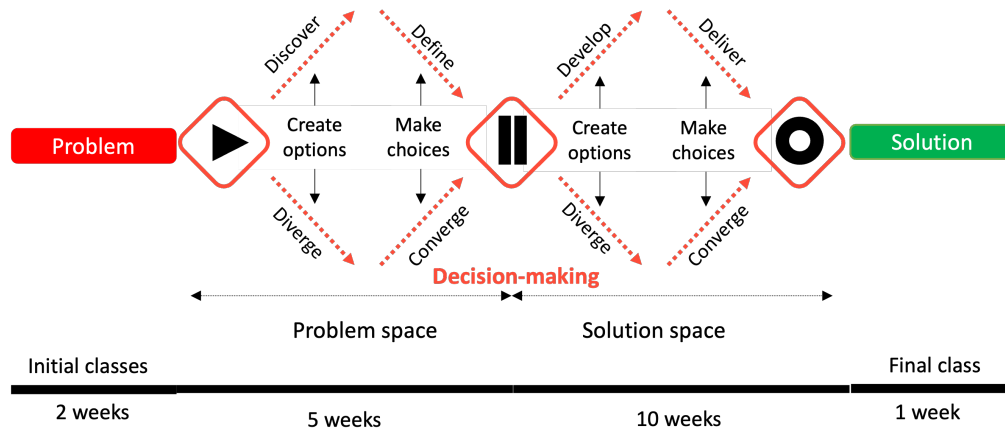 Discover
Define
Develop
Deliver
Problem
Create
options
Make
choices
Create
options
Make
choices
Solution
Diverge
Converge
Diverge
Converge
Decision-making
Problem space
Solution space
Initial classes
Final class
2 weeks
5 weeks
10 weeks
1 week